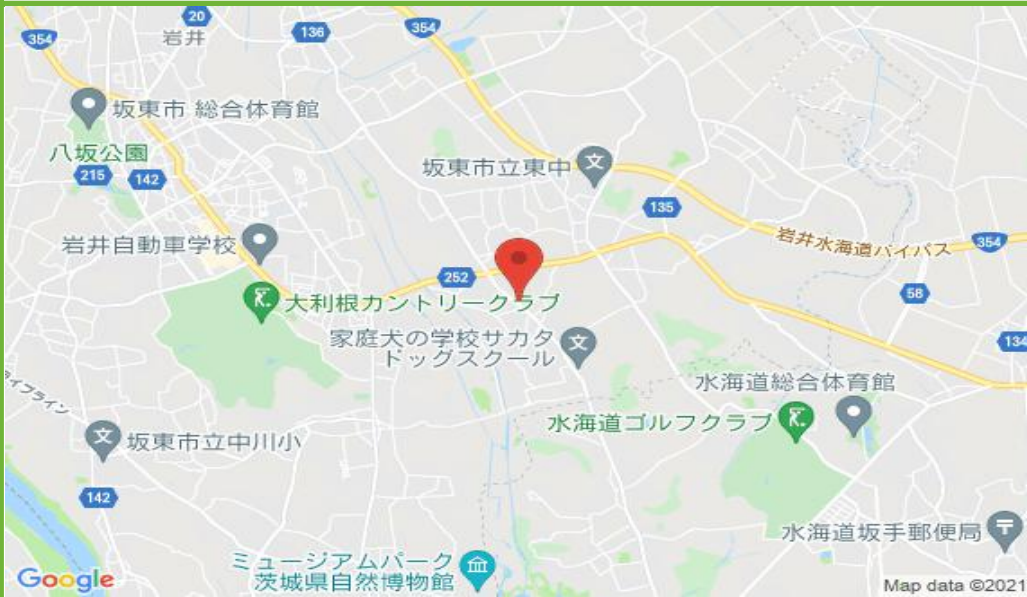 20
354
岩井
136
354
坂東市 総合体育館
八坂公園
215
142
坂東市立東中
文
135
岩井自動車学校
岩井水海道バイパス
354
252
58
大利根カントリークラブ
家庭犬の学校サカタ
ドッグスクール
文
134
水海道総合体育館
水海道ゴルフクラブ
文
坂東市立中川小
142
水海道坂手郵便局
ミュージアムパーク
茨城県自然博物館
Google
Map data ©2021